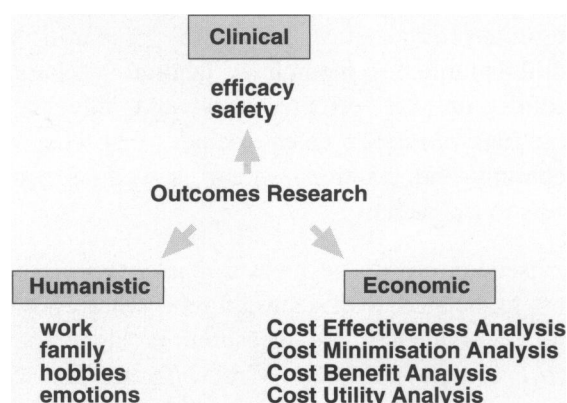 Clinical
efficacy
safety
Outcomes Research
Humanistic
work
family
hobbies
emotions
Economic
Cost Effectiveness Analysis
Cost Minimisation Analysis
Cost Benefit Analysis
Cost Utility Analysis